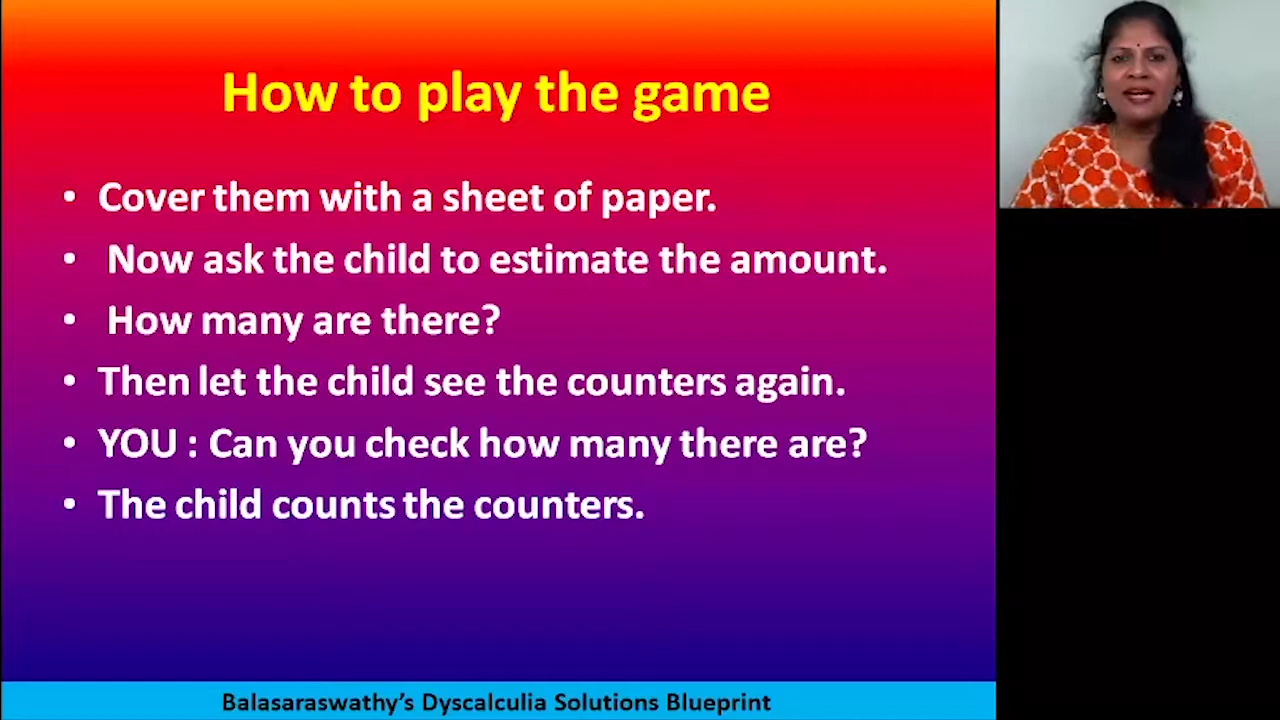 How to play the game
• Cover them with a sheet of paper.
• Now ask the child to estimate the amount.
• How many are there?
• Then let the child see the counters again.
• YOU : Can you check how many there are?
• The child counts the counters.
Balasaraswathy’s Dyscalculia Solutions Blueprint